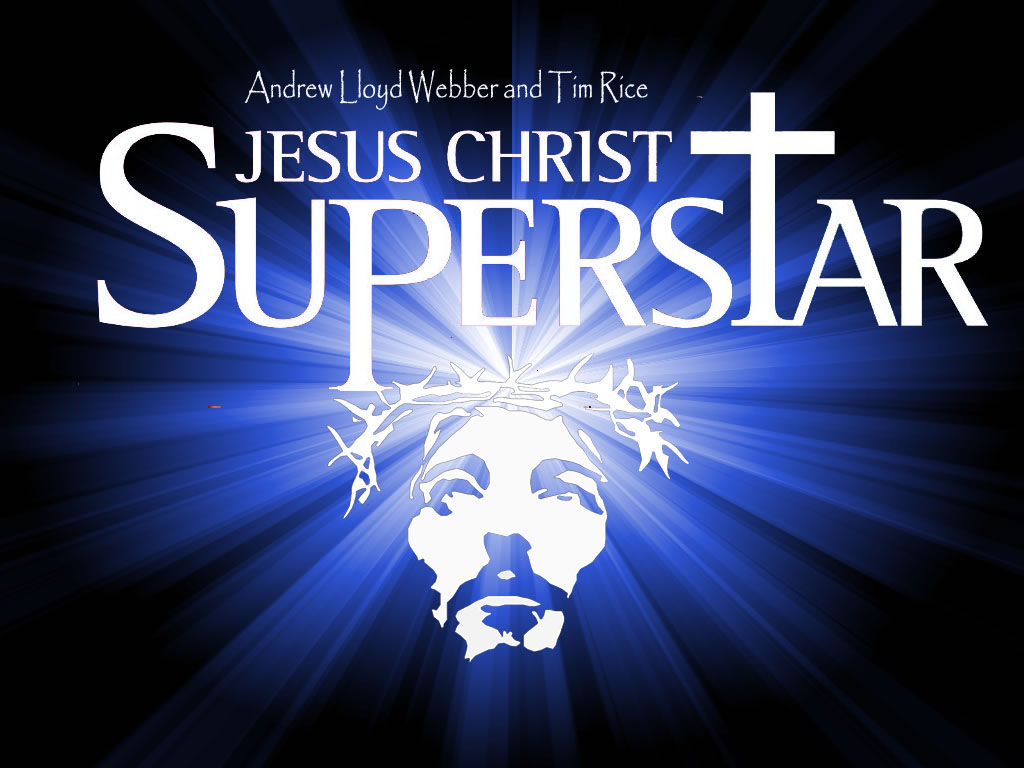 Andrew Lloyd Webber and Tim Rice
JESUS CHRIST
SUPERSTAR